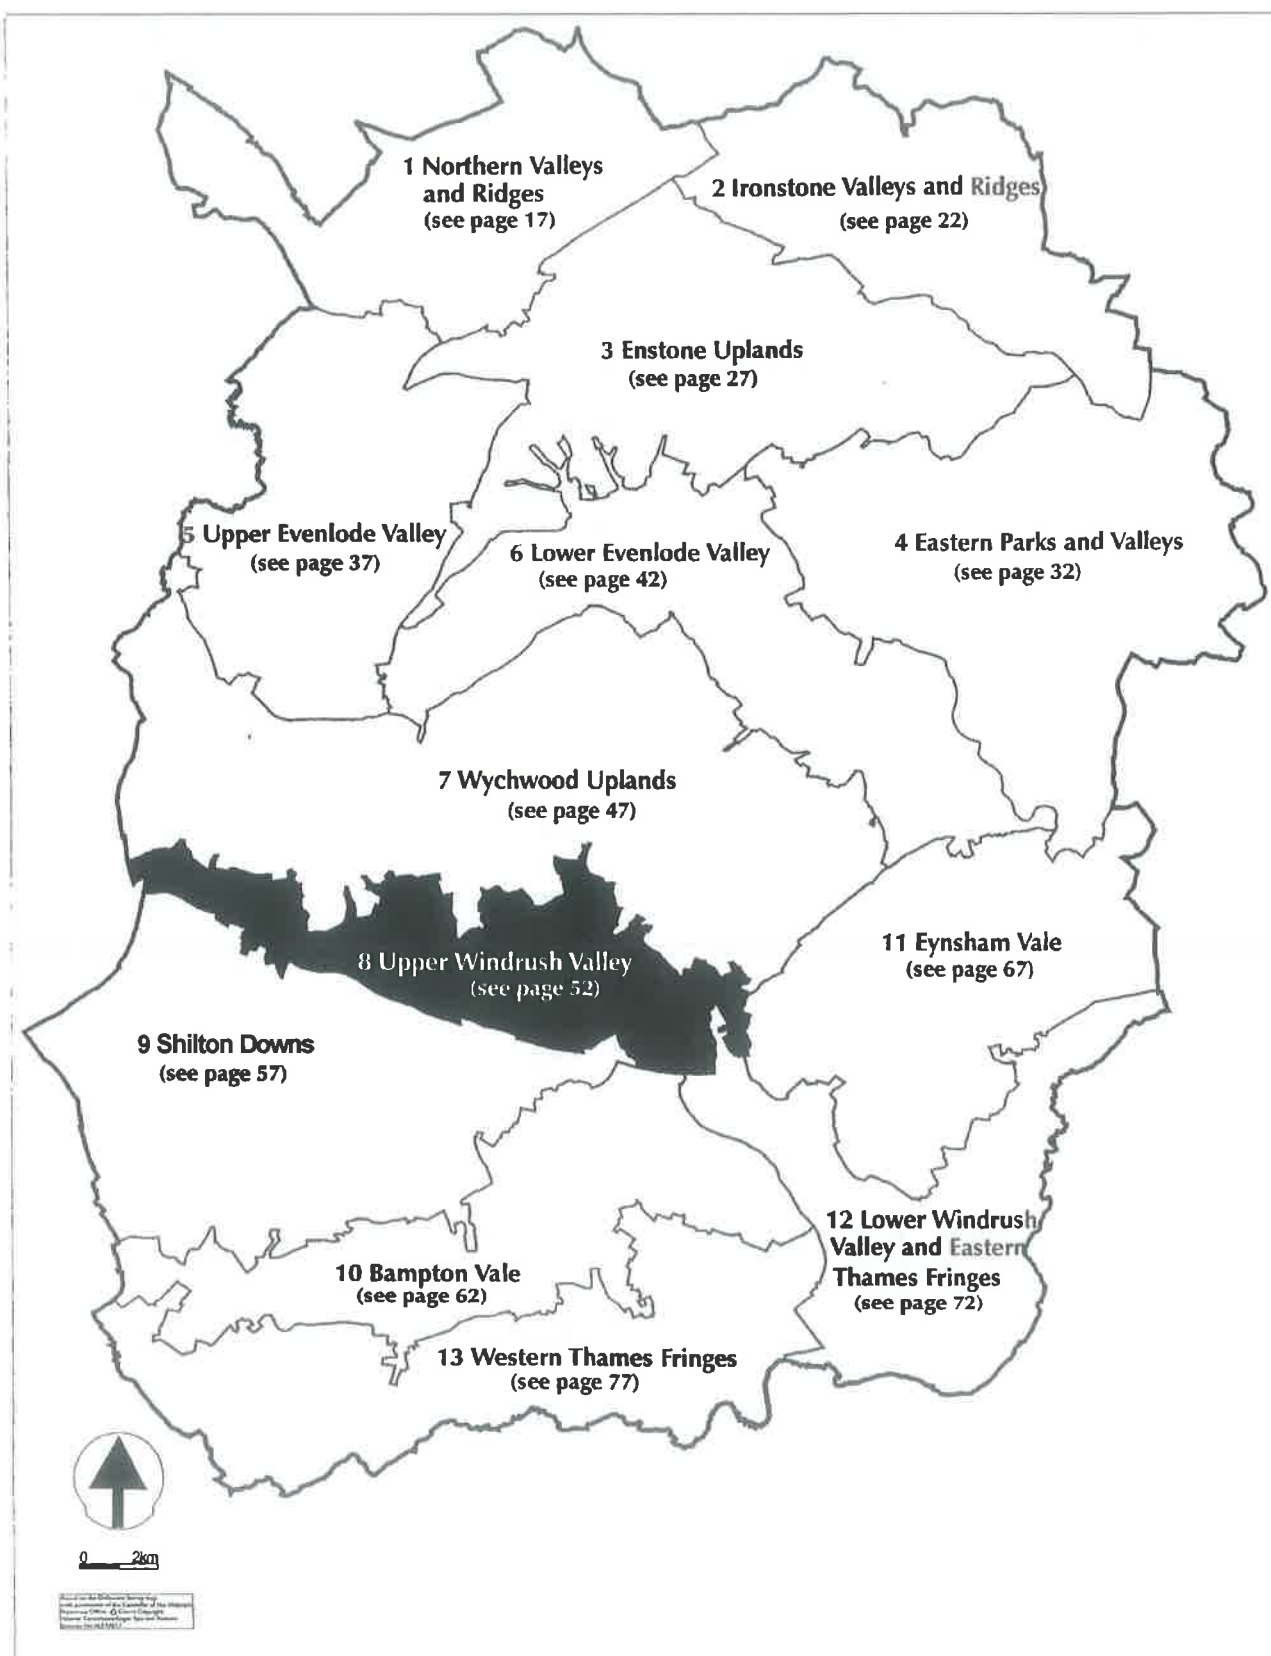 1 Northern Valleys
and Ridges
(see page 17)
2 Ironstone Valleys and Ridges
(see page 22)
3 Enstone Uplands
(see page 27)
5 Upper Evenlode Valley
(see page 37)
6 Lower Evenlode Valley
(see page 42)
4 Eastern Parks and Valleys
(see page 32)
7 Wychwood Uplands
(see page 47)
8 Upper Windrush Valley
(see page 52)
11 Eynsham Vale
(see page 67)
9 Shilton Downs
(see page 57)
12 Lower Windrush
Valley and Eastern
Thames Fringes
(see page 72)
10 Bampton Vale
(see page 62)
13 Western Thames Fringes
(see page 77)
0 2km